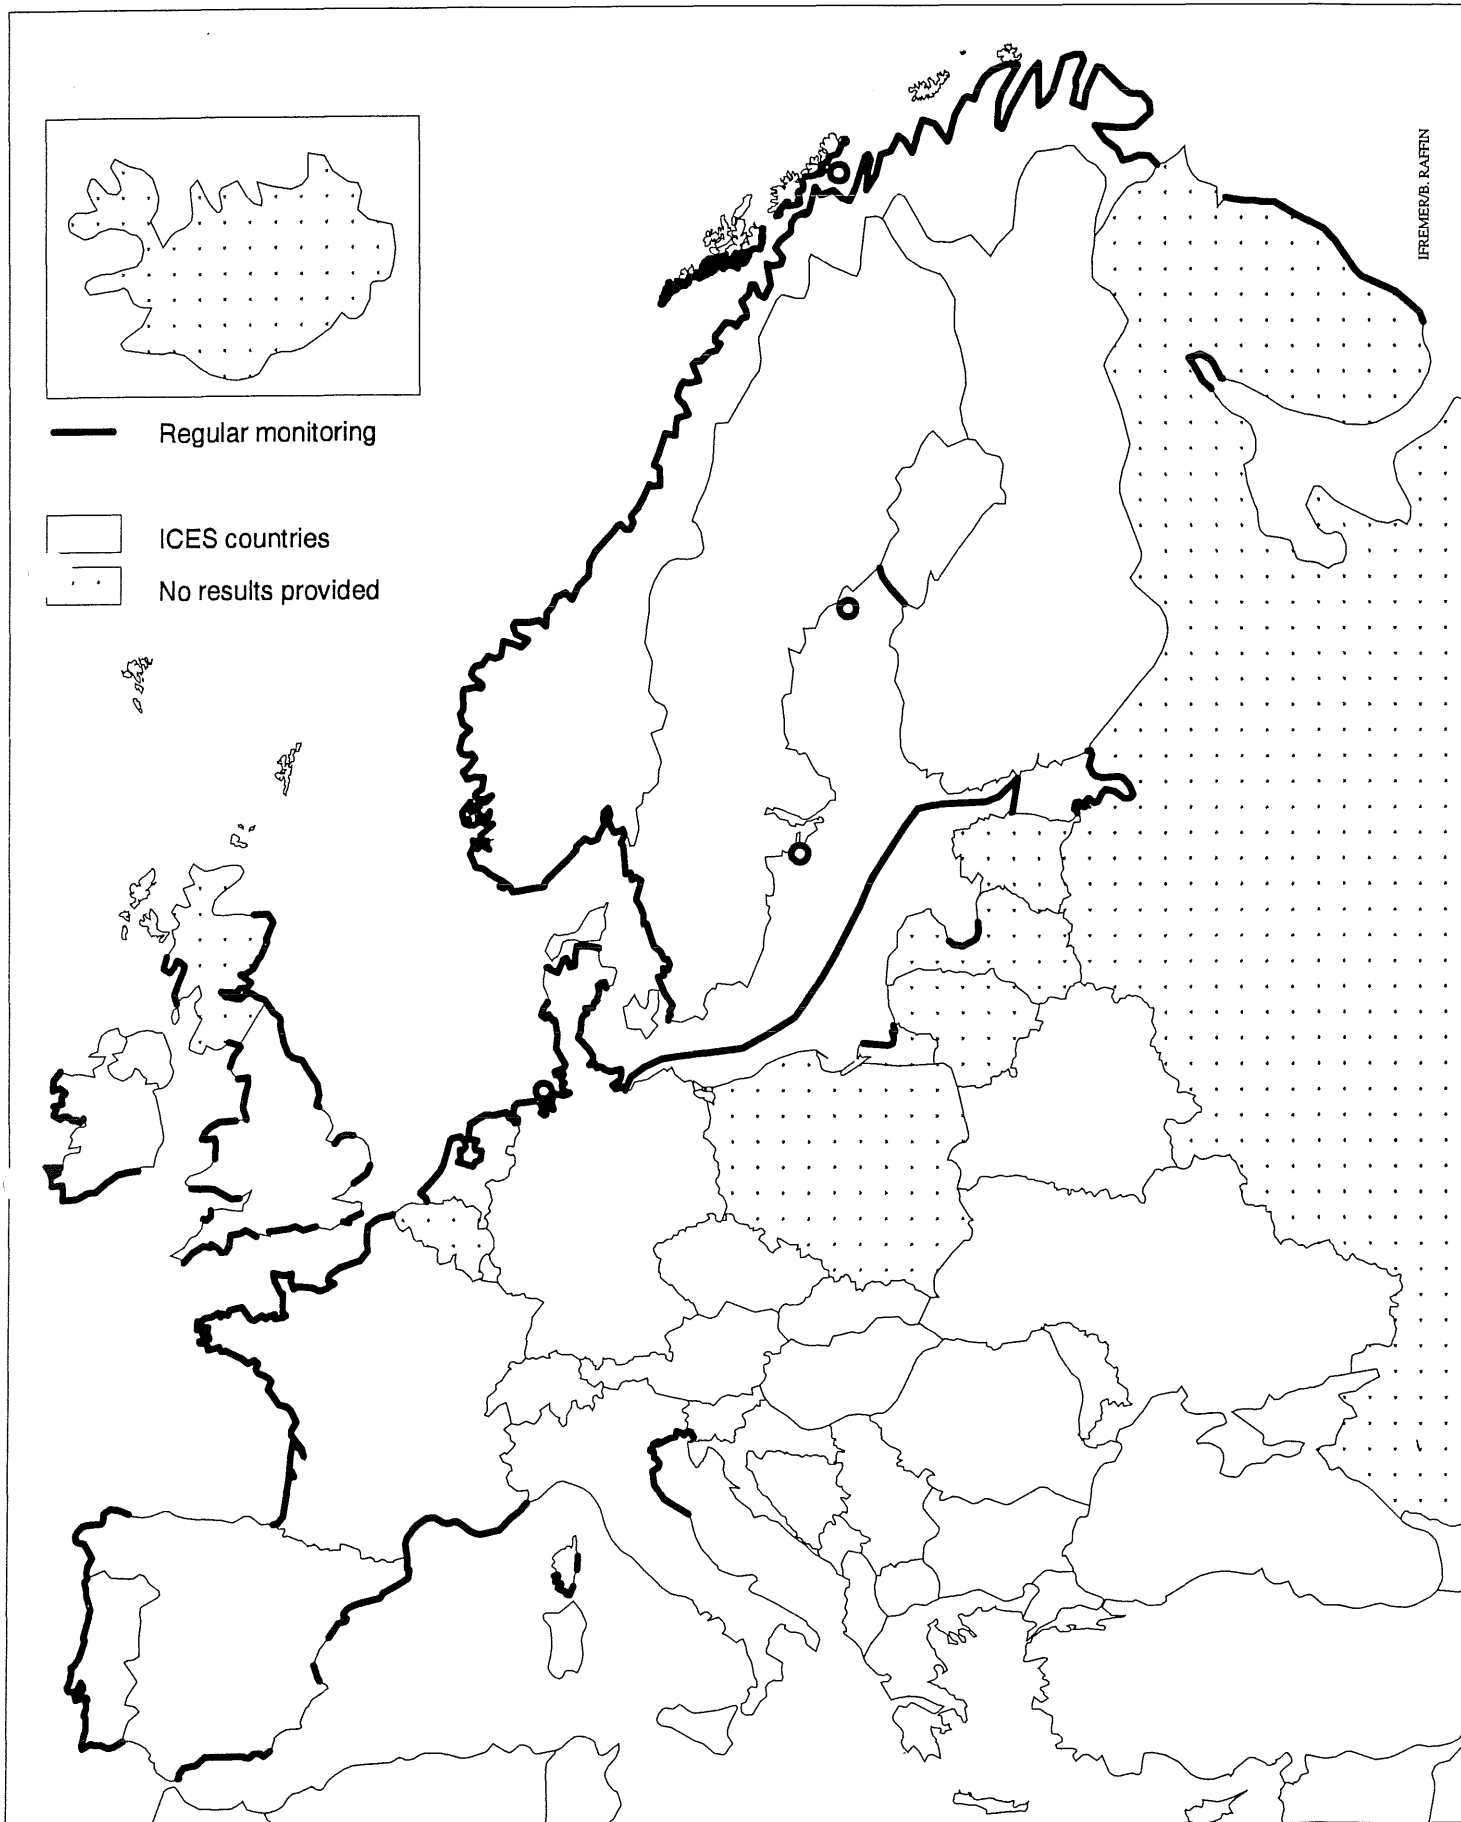 IFREMER/B. RAFFIN
Regular monitoring
ICES countries
No results provided